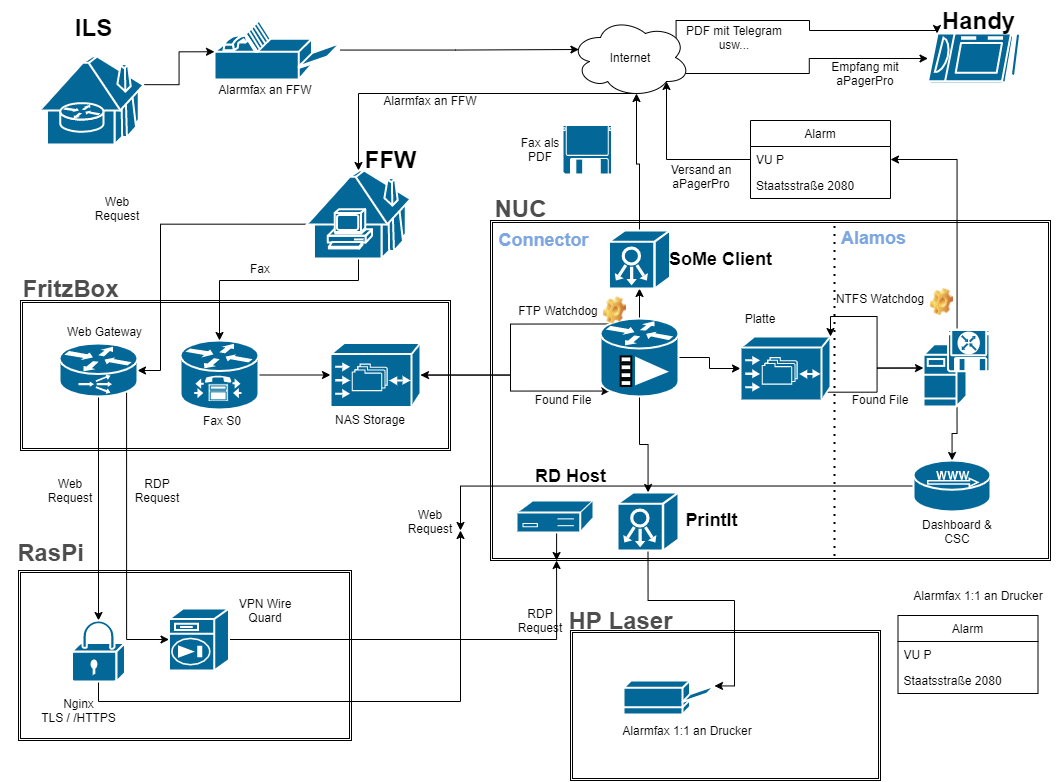 ILS
Handy
PDF mit Telegram
usw...
Internet
Empfang mit
aPagerPro
Alarmfax an FFW
Alarmfax an FFW
Alarm
VU P
Staatsstraße 2080
Fax als
PDF
FFW
Versand an
aPagerPro
Web
Request
NUC
Connector
Alamos
SoMe Client
Fax
FritzBox
NTFS Watchdog
FTP Watchdog
Platte
Web Gateway
Found File
Found File
Fax S0
NAS Storage
RD Host
WWW
Web
Request
RDP
Request
Web
Request
PrintIt
Dashboard &
CSC
RasPi
VPN Wire
Quard
RDP
Request
HP Laser
Alarmfax 1:1 an Drucker
Alarm
VU P
Staatsstraße 2080
Nginx
TLS / /HTTPS
Alarmfax 1:1 an Drucker